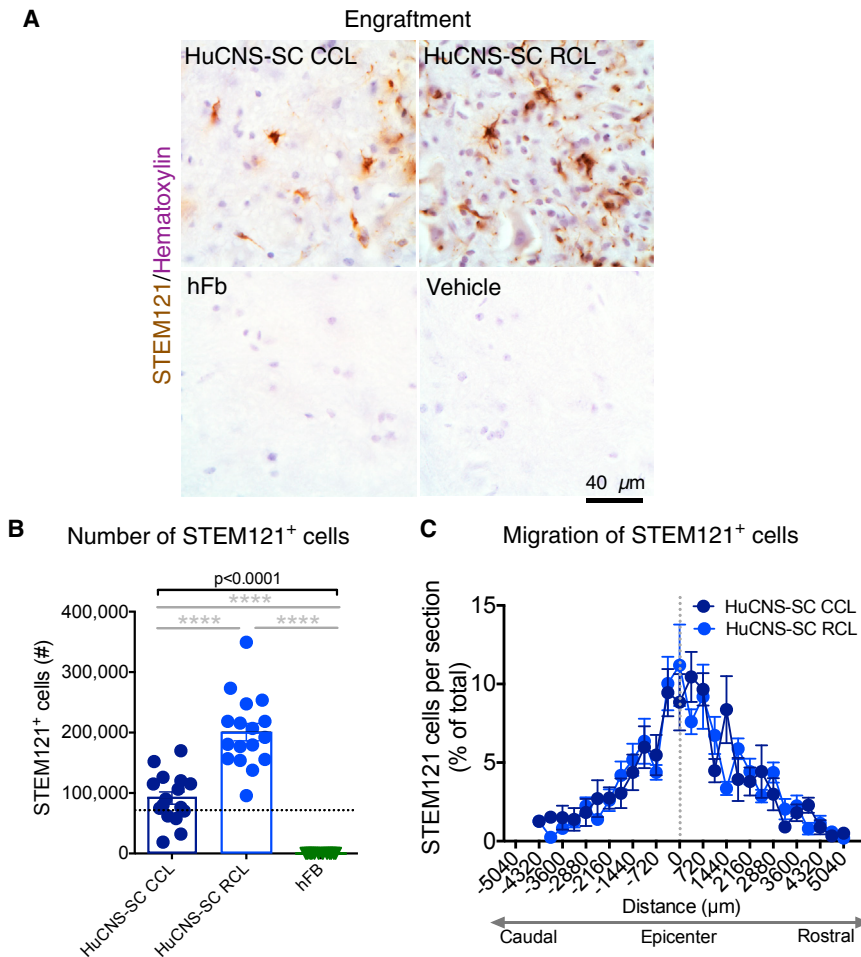 A
Engraftment
HuCNS-SC CCL
HuCNS-SC RCL
STEM121/Hematoxylin
hFb
Vehicle
40 µm
B
Number of STEM121+ cells
p<0.0001
****
**** ****
STEM121+ cells (#)
400,000
300,000
200,000
100,000
0
HuCNS-SC CCL
HuCNS-SC RCL
hFB
C
Migration of STEM121+ cells
HuCNS-SC CCL
HuCNS-SC RCL
STEM121 cells per section
(% of total)
15
10
5
0
-5040 -4320 -3600 -2880 -2160 -1440 -720 0 720 1440 2160 2880 3600 4320 5040
Distance (µm)
Caudal Epicenter Rostral